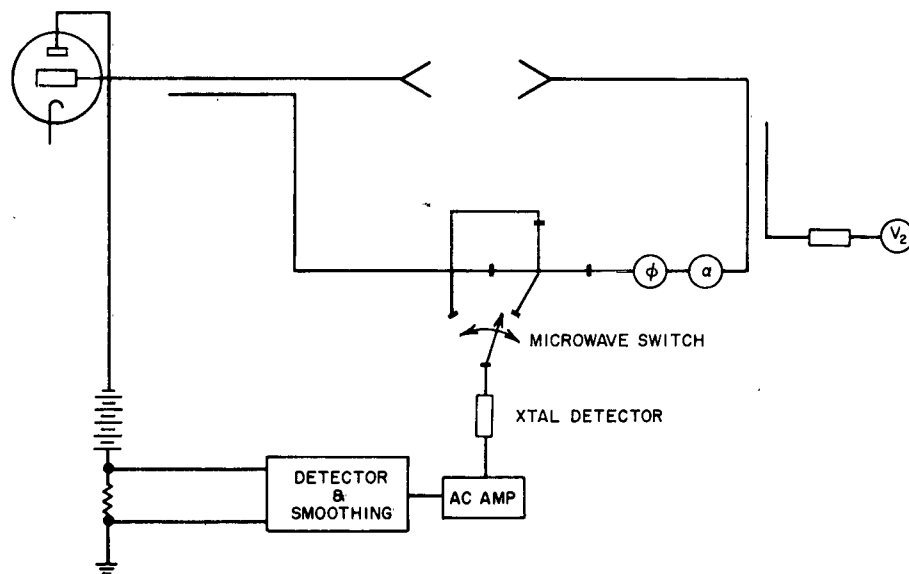 V2
ϕ
α
MICROWAVE SWITCH
XTAL DETECTOR
DETECTOR
&
SMOOTHING
AC AMP